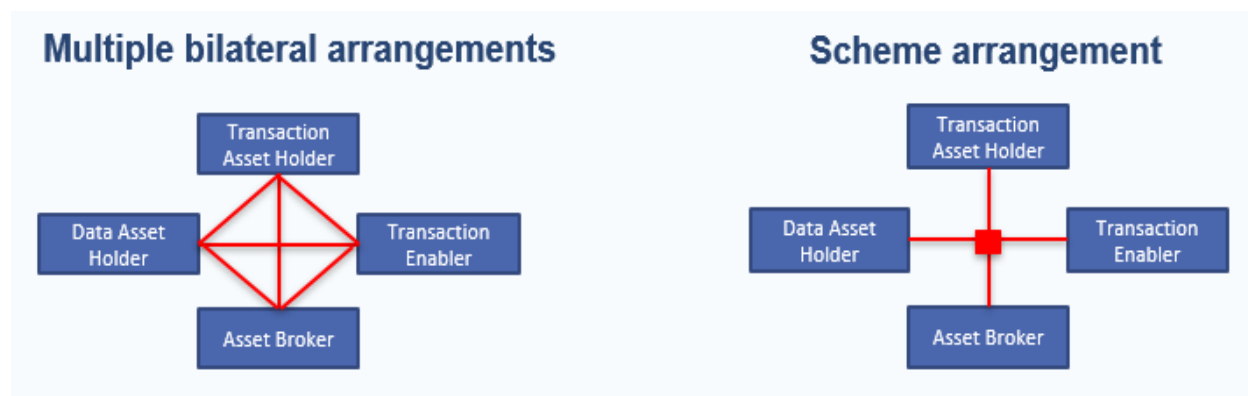 Multiple bilateral arrangements
Transaction
Asset Holder
Data Asset
Holder
Transaction
Enabler
Asset Broker
Scheme arrangement
Transaction
Asset Holder
Data Asset
Holder
Transaction
Enabler
Asset Broker